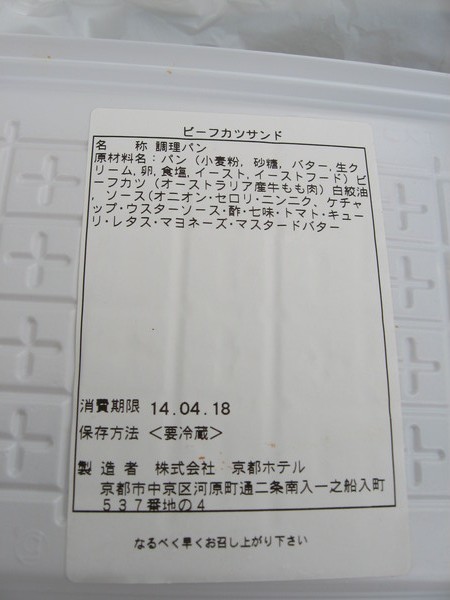 ビーフカツサンド
名　　称 調理パン
原材料名：パン（小麦粉, 砂糖, バター, 生ク
リーム, 卵, 食塩, イースト, イーストフード）ビ
ーフカツ（オーストラリア産牛もも肉）白絞油
, ソース（オニオン・セロリ・ニンニク、ケチャ
ップ・ウスターソース・酢・七味・トマト・キュー
リ・レタス・マヨネーズ・マスタードバター
消費期限 14.04.18
保存方法 ＜要冷蔵＞
製 造 者　株式会社　京都ホテル
京都市中京区河原町通二条南入一之船入町
５３７番地の４
なるべく早くお召し上がり下さい